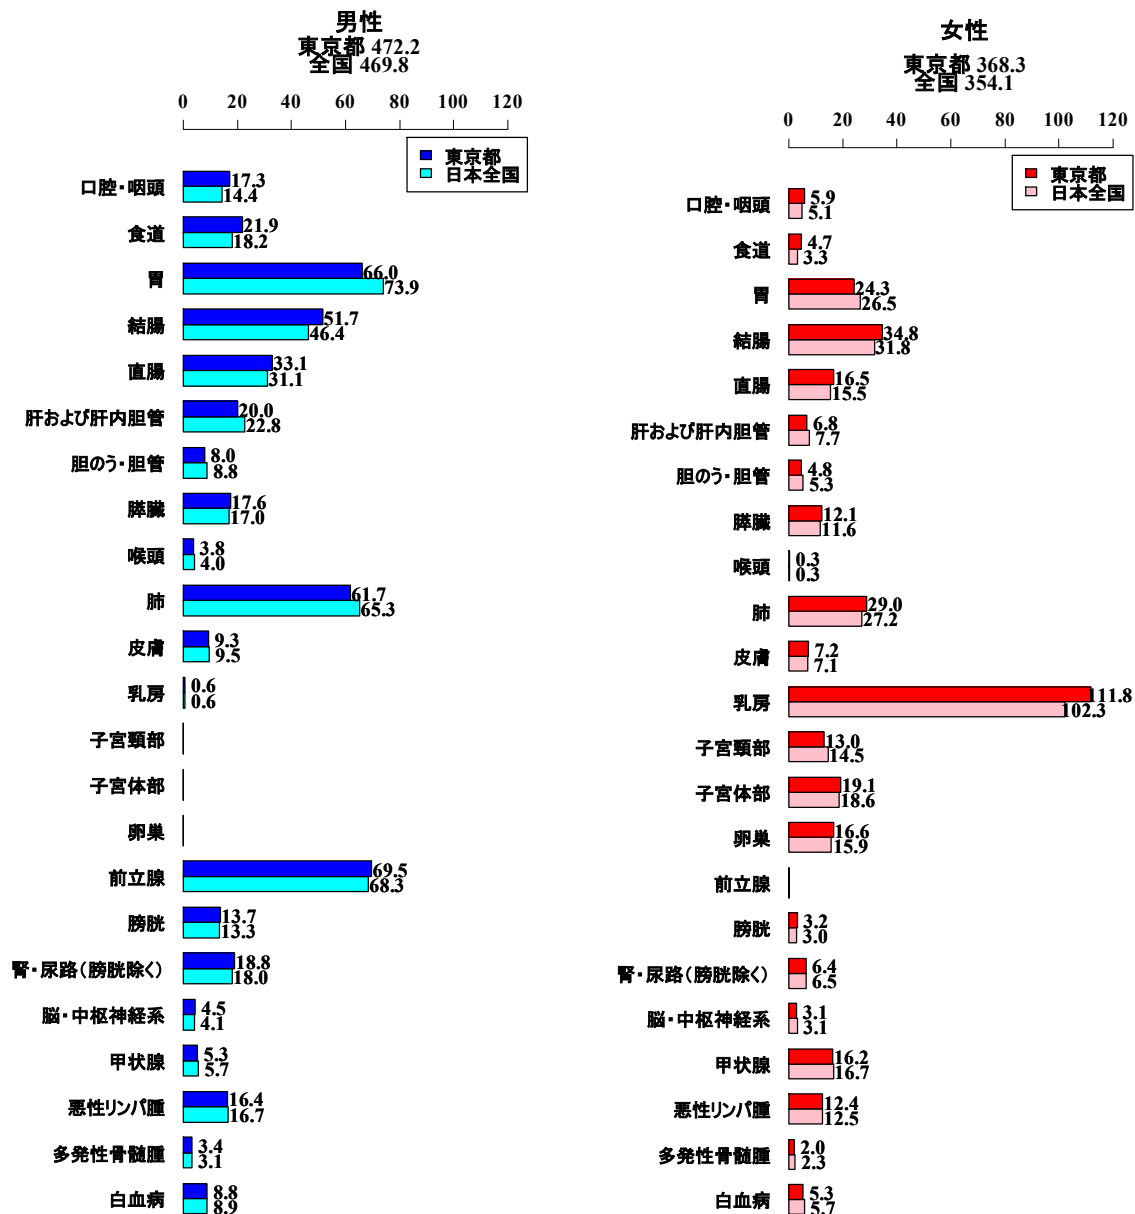 男性
東京都 472.2
全国 469.8
0 20 40 60 80 100 120
東京都
日本全国
口腔・咽頭 17.3
14.4
食道 21.9
18.2
胃 66.0
73.9
結腸 51.7
46.4
直腸 33.1
31.1
肝および肝内胆管 20.0
22.8
胆のう・胆管 8.0
8.8
膵臓 17.6
17.0
喉頭 3.8
4.0
肺 61.7
65.3
皮膚 9.3
9.5
乳房 0.6
0.6
子宮頸部
子宮体部
卵巣
前立腺 69.5
68.3
膀胱 13.7
13.3
腎・尿路（膀胱除く） 18.8
18.0
脳・中枢神経系 4.5
4.1
甲状腺 5.3
5.7
悪性リンパ腫 16.4
16.7
多発性骨髄腫 3.4
3.1
白血病 8.8
8.9
女性
東京都 368.3
全国 354.1
0 20 40 60 80 100 120
東京都
日本全国
口腔・咽頭 5.9
5.1
食道 4.7
3.3
胃 24.3
26.5
結腸 34.8
31.8
直腸 16.5
15.5
肝および肝内胆管 6.8
7.7
胆のう・胆管 4.8
5.3
膵臓 12.1
11.6
喉頭 0.3
0.3
肺 29.0
27.2
皮膚 7.2
7.1
乳房 111.8
102.3
子宮頸部 13.0
14.5
子宮体部 19.1
18.6
卵巣 16.6
15.9
前立腺
膀胱 3.2
3.0
腎・尿路（膀胱除く） 6.4
6.5
脳・中枢神経系 3.1
3.1
甲状腺 16.2
16.7
悪性リンパ腫 12.4
12.5
多発性骨髄腫 2.0
2.3
白血病 5.3
5.7